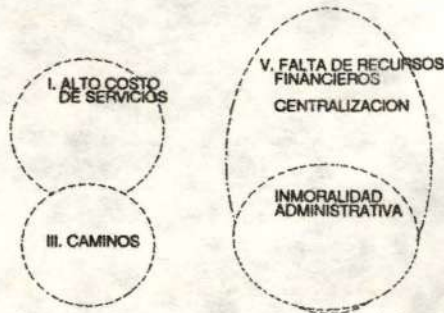 I. ALTO COSTO
DE SERVICIOS
V. FALTA DE RECURSOS
FINANCIEROS
CENTRALIZACION
INMORALIDAD
ADMINISTRATIVA
III. CAMINOS